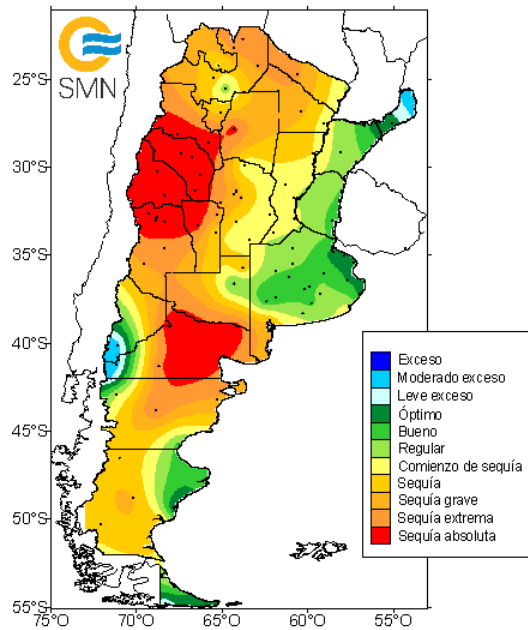 SMN
25°S
30°S
35°S
40°S
45°S
50°S
55°S
75°O
70°O
65°O
60°O
55°O
Exceso
Moderado exceso
Leve exceso
Óptimo
Bueno
Regular
Comienzo de sequía
Sequía
Sequía grave
Sequía extrema
Sequía absoluta